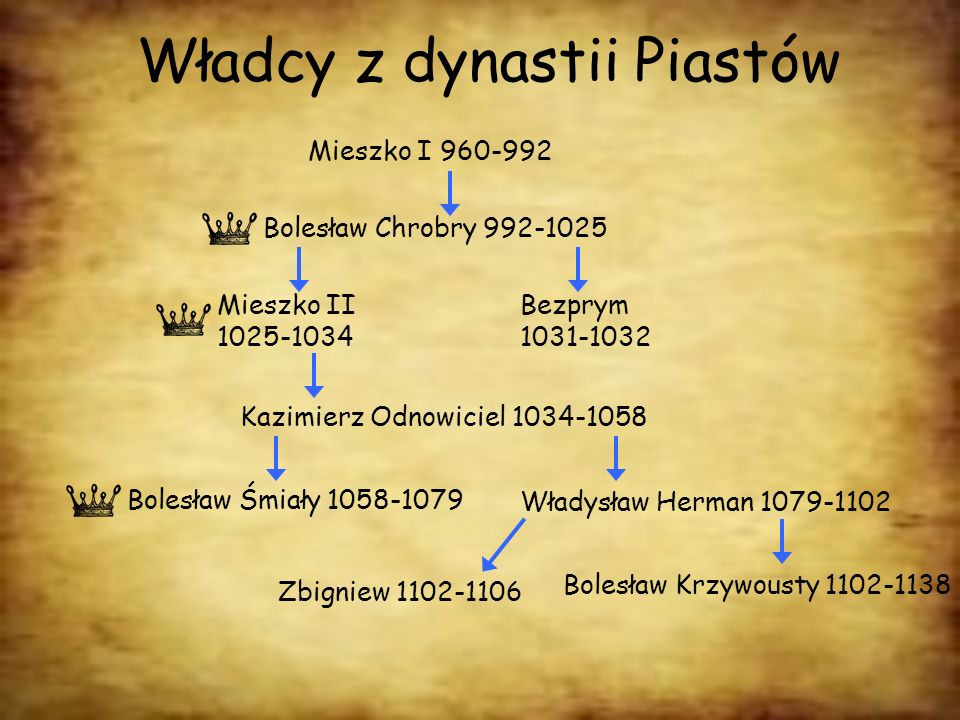 Władcy z dynastii Piastów
Mieszko I 960-992
Bolesław Chrobry 992-1025
Mieszko II
1025-1034
Bezprym
1031-1032
Kazimierz Odnowiciel 1034-1058
Bolesław Śmiały 1058-1079
Władysław Herman 1079-1102
Zbigniew 1102-1106
Bolesław Krzywousty 1102-1138